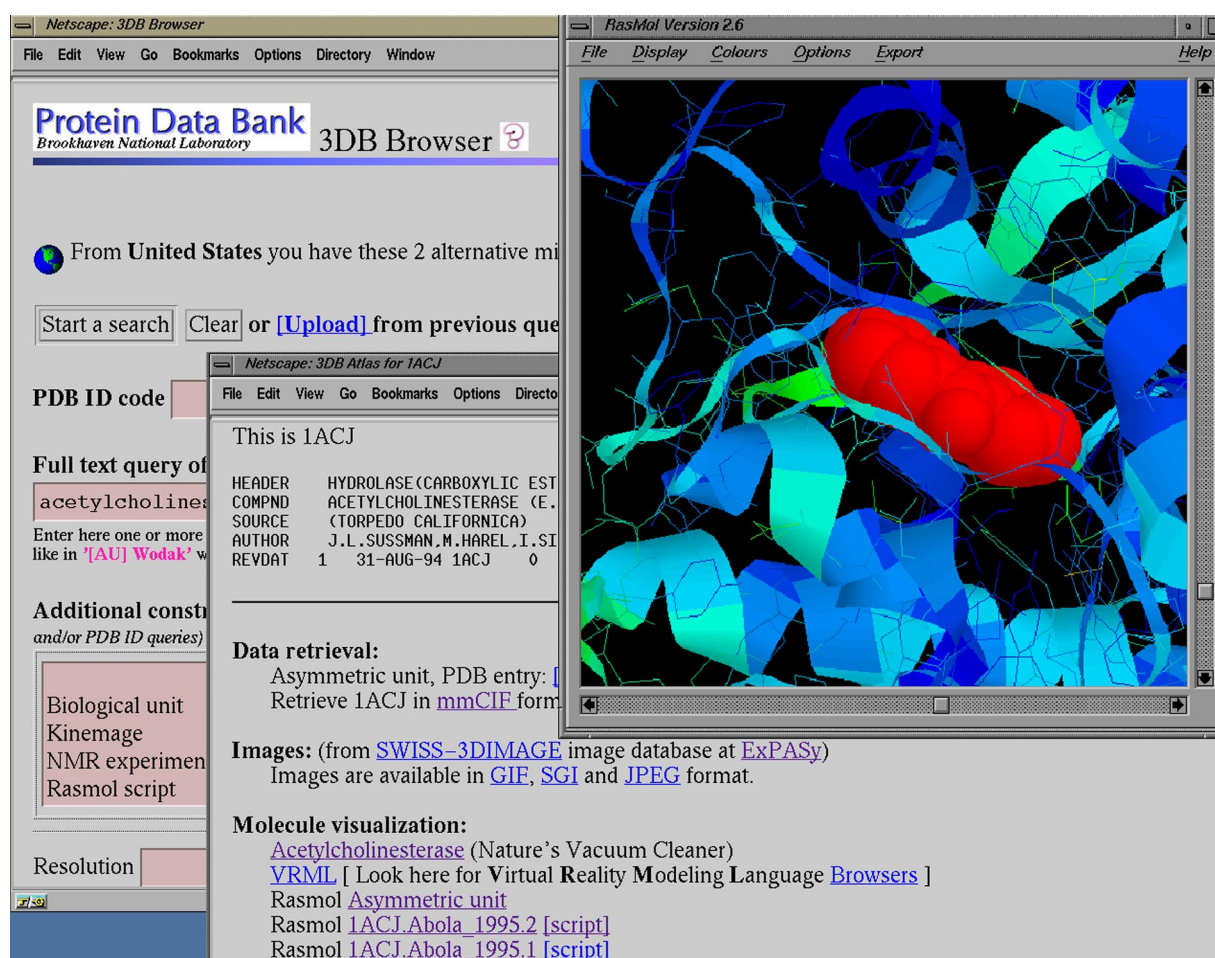 Netscape: 3DB Browser
File Edit View Go Bookmarks Options Directory Window
Protein Data Bank
Brookhaven National Laboratory
3DB Browser
From United States you have these 2 alternative mi
Start a search Clear or [Upload] from previous que
PDB ID code
Full text query of
acetylcholines
Enter here one or more
like in '[AU] Wodak' w
Additional constr
and/or PDB ID queries)
Biological unit
Kinemage
NMR experimen
Rasmol script
Resolution
Netscape: 3DB Atlas for 1ACJ
File Edit View Go Bookmarks Options Directo
This is 1ACJ
HEADER HYDROLASE(CARBOXYLIC EST
COMPND ACETYLCHOLINESTERASE (E.
SOURCE (TORPEDO CALIFORNICA)
AUTHOR J.L.SUSSMAN,M.HAREL,I.SI
REVDAT 1 31-AUG-94 1ACJ 0
Data retrieval:
Asymmetric unit, PDB entry: [
Retrieve 1ACJ in mmCIF form
Images: (from SWISS-3DIMAGE image database at ExPASy)
Images are available in GIF, SGI and JPEG format.
Molecule visualization:
Acetylcholinesterase (Nature's Vacuum Cleaner)
VRML [ Look here for Virtual Reality Modeling Language Browsers ]
Rasmol Asymmetric unit
Rasmol 1ACJ.Abola_1995.2 [script]
Rasmol 1ACJ.Abola_1995.1 [script]
RasMol Version 2.6
File Display Colours Options Export Help